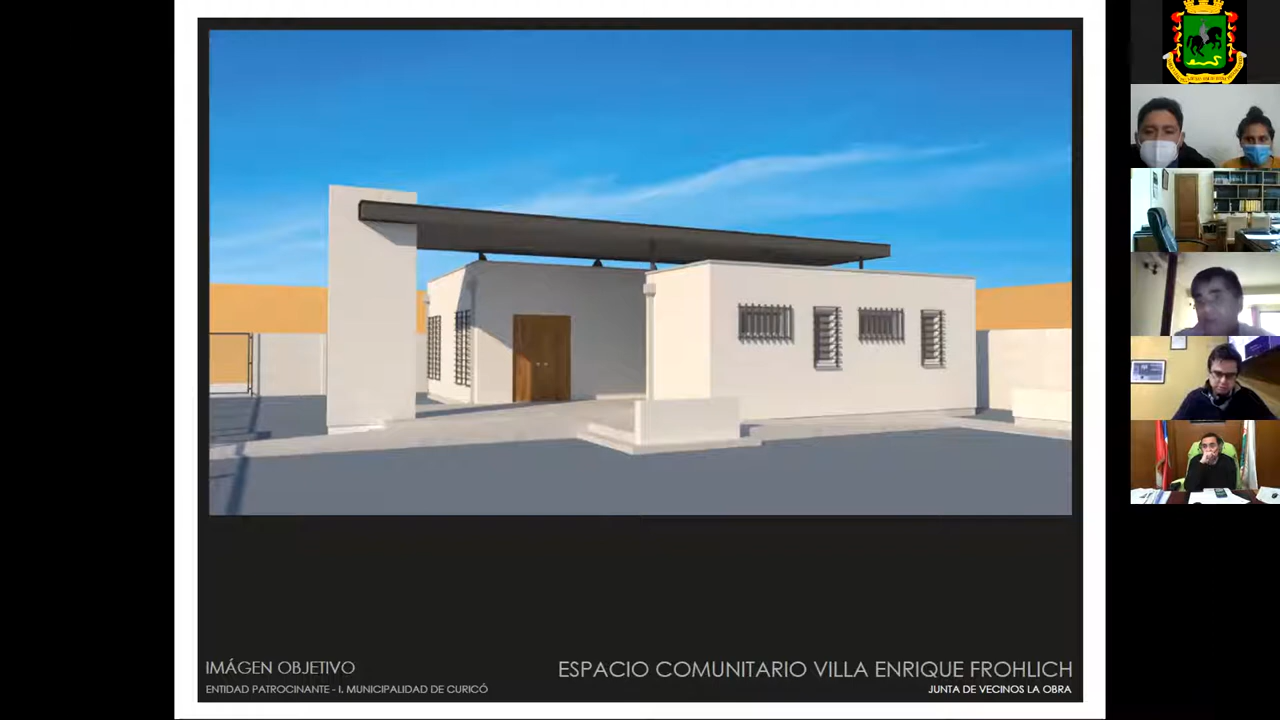 IMÁGEN OBJETIVO
ENTIDAD PATROCINANTE - I. MUNICIPALIDAD DE CURICÓ
ESPACIO COMUNITARIO VILLA ENRIQUE FROHLICH
JUNTA DE VECINOS LA OBRA